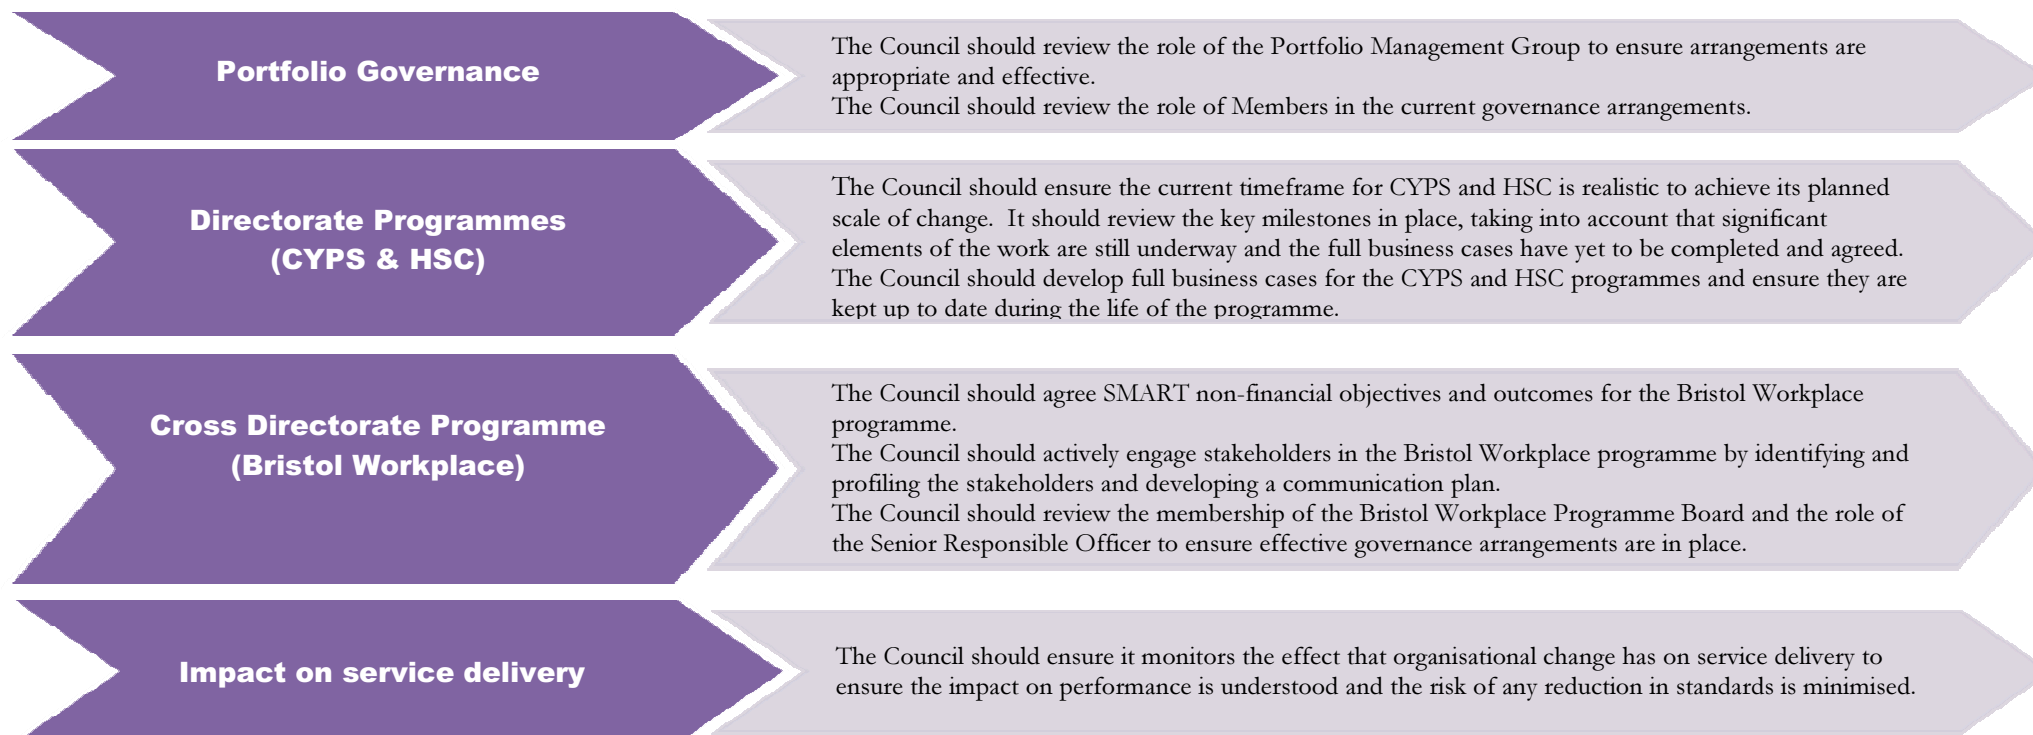 Portfolio Governance
The Council should review the role of the Portfolio Management Group to ensure arrangements are
appropriate and effective.
The Council should review the role of Members in the current governance arrangements.
Directorate Programmes
(CYPS & HSC)
The Council should ensure the current timeframe for CYPS and HSC is realistic to achieve its planned
scale of change.  It should review the key milestones in place, taking into account that significant
elements of the work are still underway and the full business cases have yet to be completed and agreed.
The Council should develop full business cases for the CYPS and HSC programmes and ensure they are
kept up to date during the life of the programme.
Cross Directorate Programme
(Bristol Workplace)
The Council should agree SMART non-financial objectives and outcomes for the Bristol Workplace
programme.
The Council should actively engage stakeholders in the Bristol Workplace programme by identifying and
profiling the stakeholders and developing a communication plan.
The Council should review the membership of the Bristol Workplace Programme Board and the role of
the Senior Responsible Officer to ensure effective governance arrangements are in place.
Impact on service delivery
The Council should ensure it monitors the effect that organisational change has on service delivery to
ensure the impact on performance is understood and the risk of any reduction in standards is minimised.